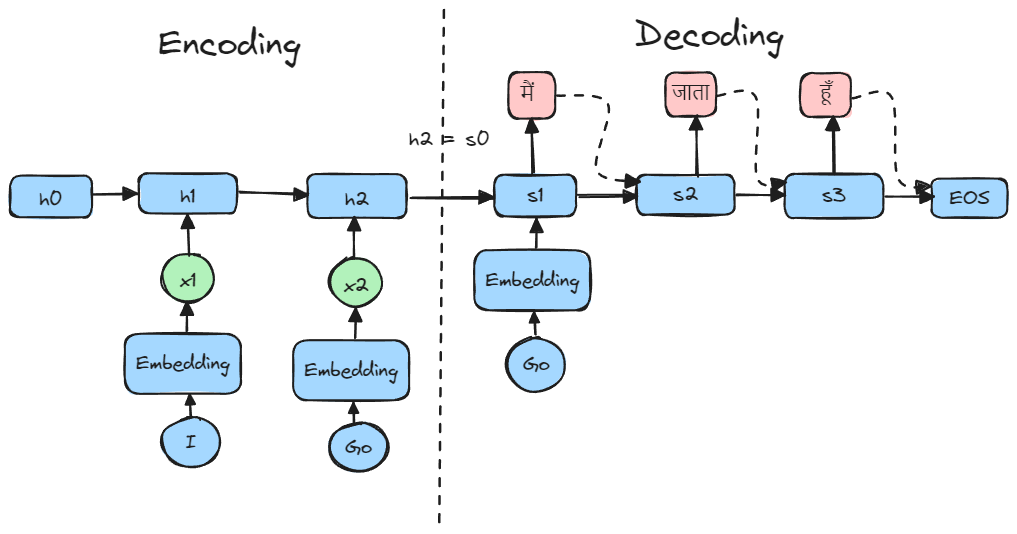 Encoding
Decoding
मैं
जाता
हूँ
h2 = s0
h0
h1
h2
s1
s2
s3
EOS
x1
x2
Embedding
Embedding
Embedding
I
Go
Go